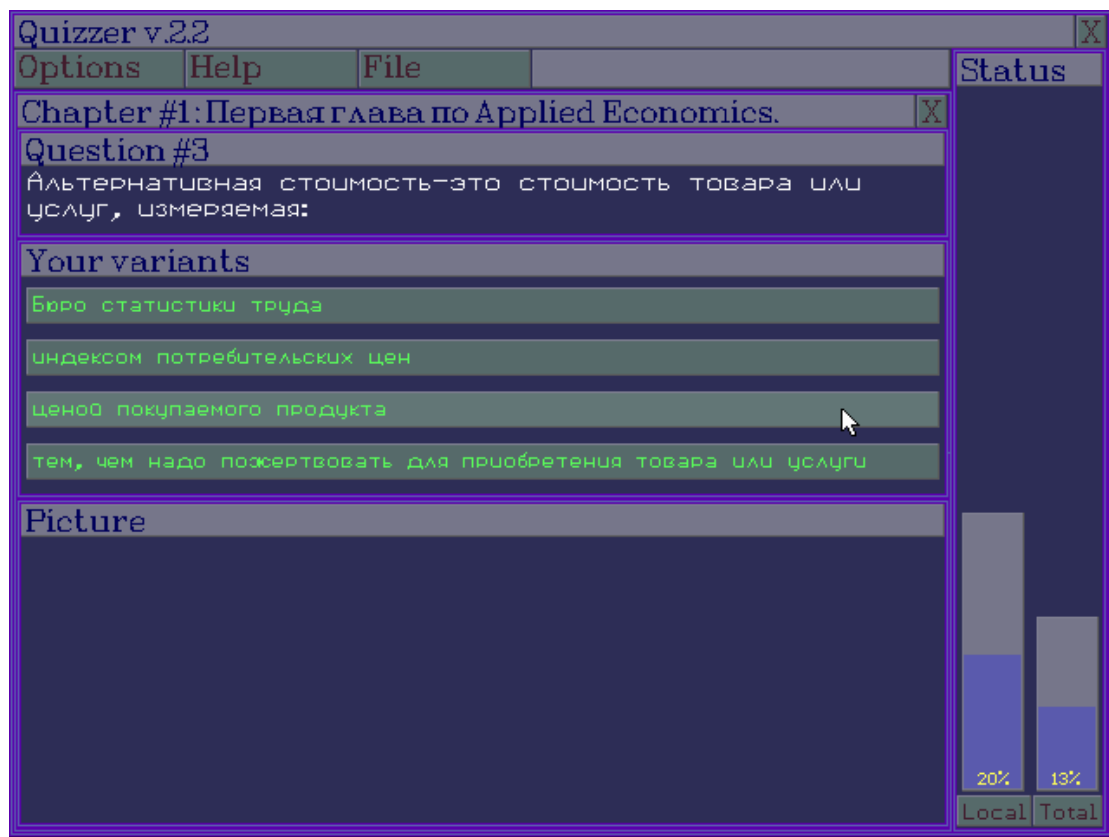 Quizzer v.2.2 X
Options Help File
Status
Chapter #1:Первая глава по Applied Economics. X
Question #3
Альтернативная стоимость-это стоимость товара или
услуг, измеряемая:
Your variants
Бюро статистики труда
индексом потребительских цен
ценой покупаемого продукта
тем, чем надо пожертвовать для приобретения товара или услуги
Picture
20% 13%
Local Total